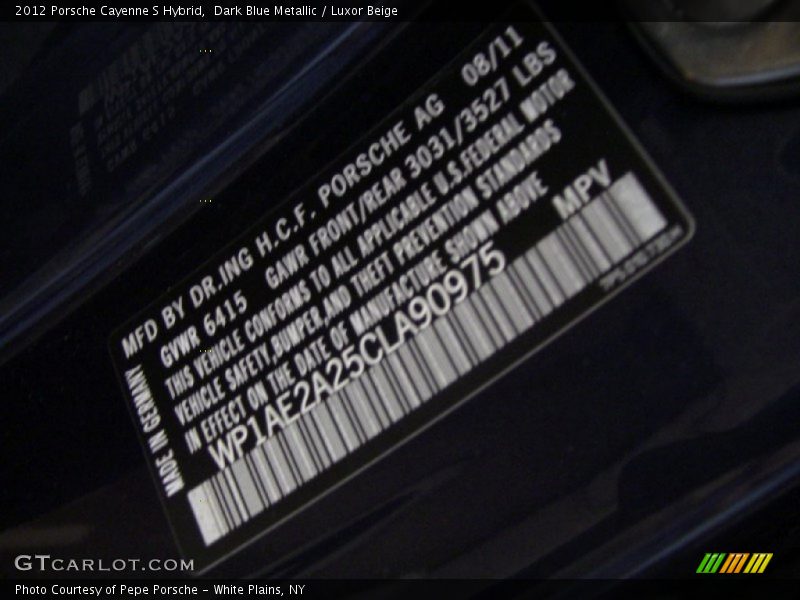 2012 Porsche Cayenne S Hybrid,  Dark Blue Metallic / Luxor Beige
MFD BY DR.ING H.C.F. PORSCHE AG 08/11
GVWR 6415 GAWR FRONT/REAR 3031/3527 LBS
THIS VEHICLE CONFORMS TO ALL APPLICABLE U.S.FEDERAL MOTOR
VEHICLE SAFETY,BUMPER,AND THEFT PREVENTION STANDARDS
IN EFFECT ON THE DATE OF MANUFACTURE SHOWN ABOVE
WP1AE2A25CLA90975 MPV
MADE IN GERMANY
GTCARLOT.COM
Photo Courtesy of Pepe Porsche - White Plains, NY